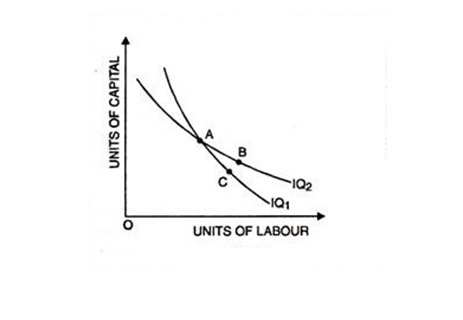 UNITS OF CAPITAL
A
B
C
IQ2
IQ1
O
UNITS OF LABOUR